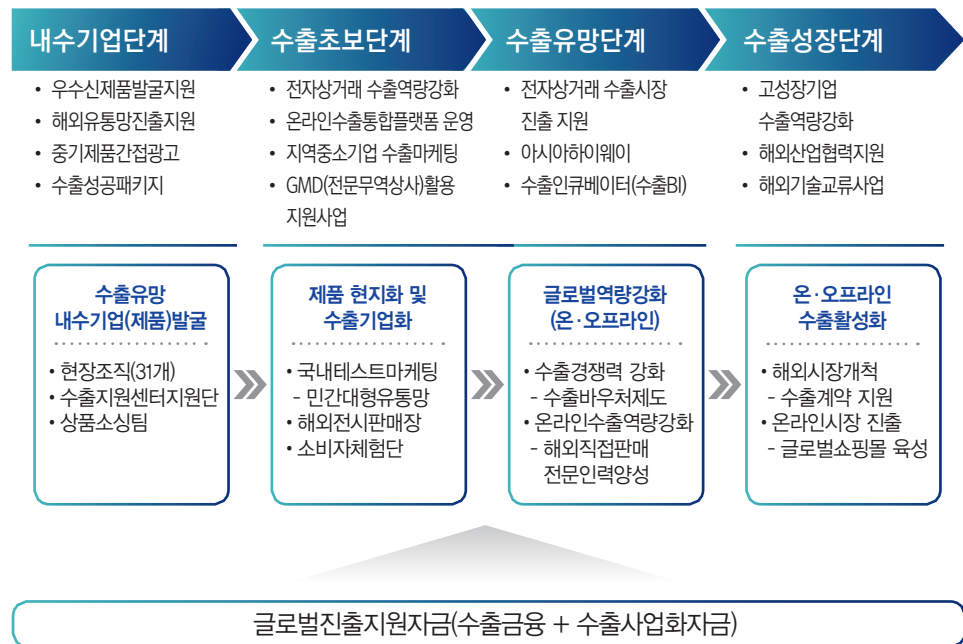 내수기업단계
수출초보단계
수출유망단계
수출성장단계
• 우수신제품발굴지원
• 해외유통망진출지원
• 중기제품간접광고
• 수출성공패키지
• 전자상거래 수출역량강화
• 온라인수출통합플랫폼 운영
• 지역중소기업 수출마케팅
• GMD(전문무역상사)활용
지원사업
• 전자상거래 수출시장
진출 지원
• 아시아하이웨이
• 수출인큐베이터(수출BI)
• 고성장기업
수출역량강화
• 해외산업협력지원
• 해외기술교류사업
수출유망
내수기업(제품)발굴
• 현장조직(31개)
• 수출지원센터지원단
• 상품소싱팀
제품 현지화 및
수출기업화
• 국내테스트마케팅
- 민간대형유통망
• 해외전시판매장
• 소비자체험단
글로벌역량강화
(온·오프라인)
• 수출경쟁력 강화
- 수출바우처제도
• 온라인수출역량강화
- 해외직접판매
전문인력양성
온·오프라인
수출활성화
• 해외시장개척
- 수출계약 지원
• 온라인시장 진출
- 글로벌쇼핑몰 육성
글로벌진출지원자금(수출금융 + 수출사업화자금)